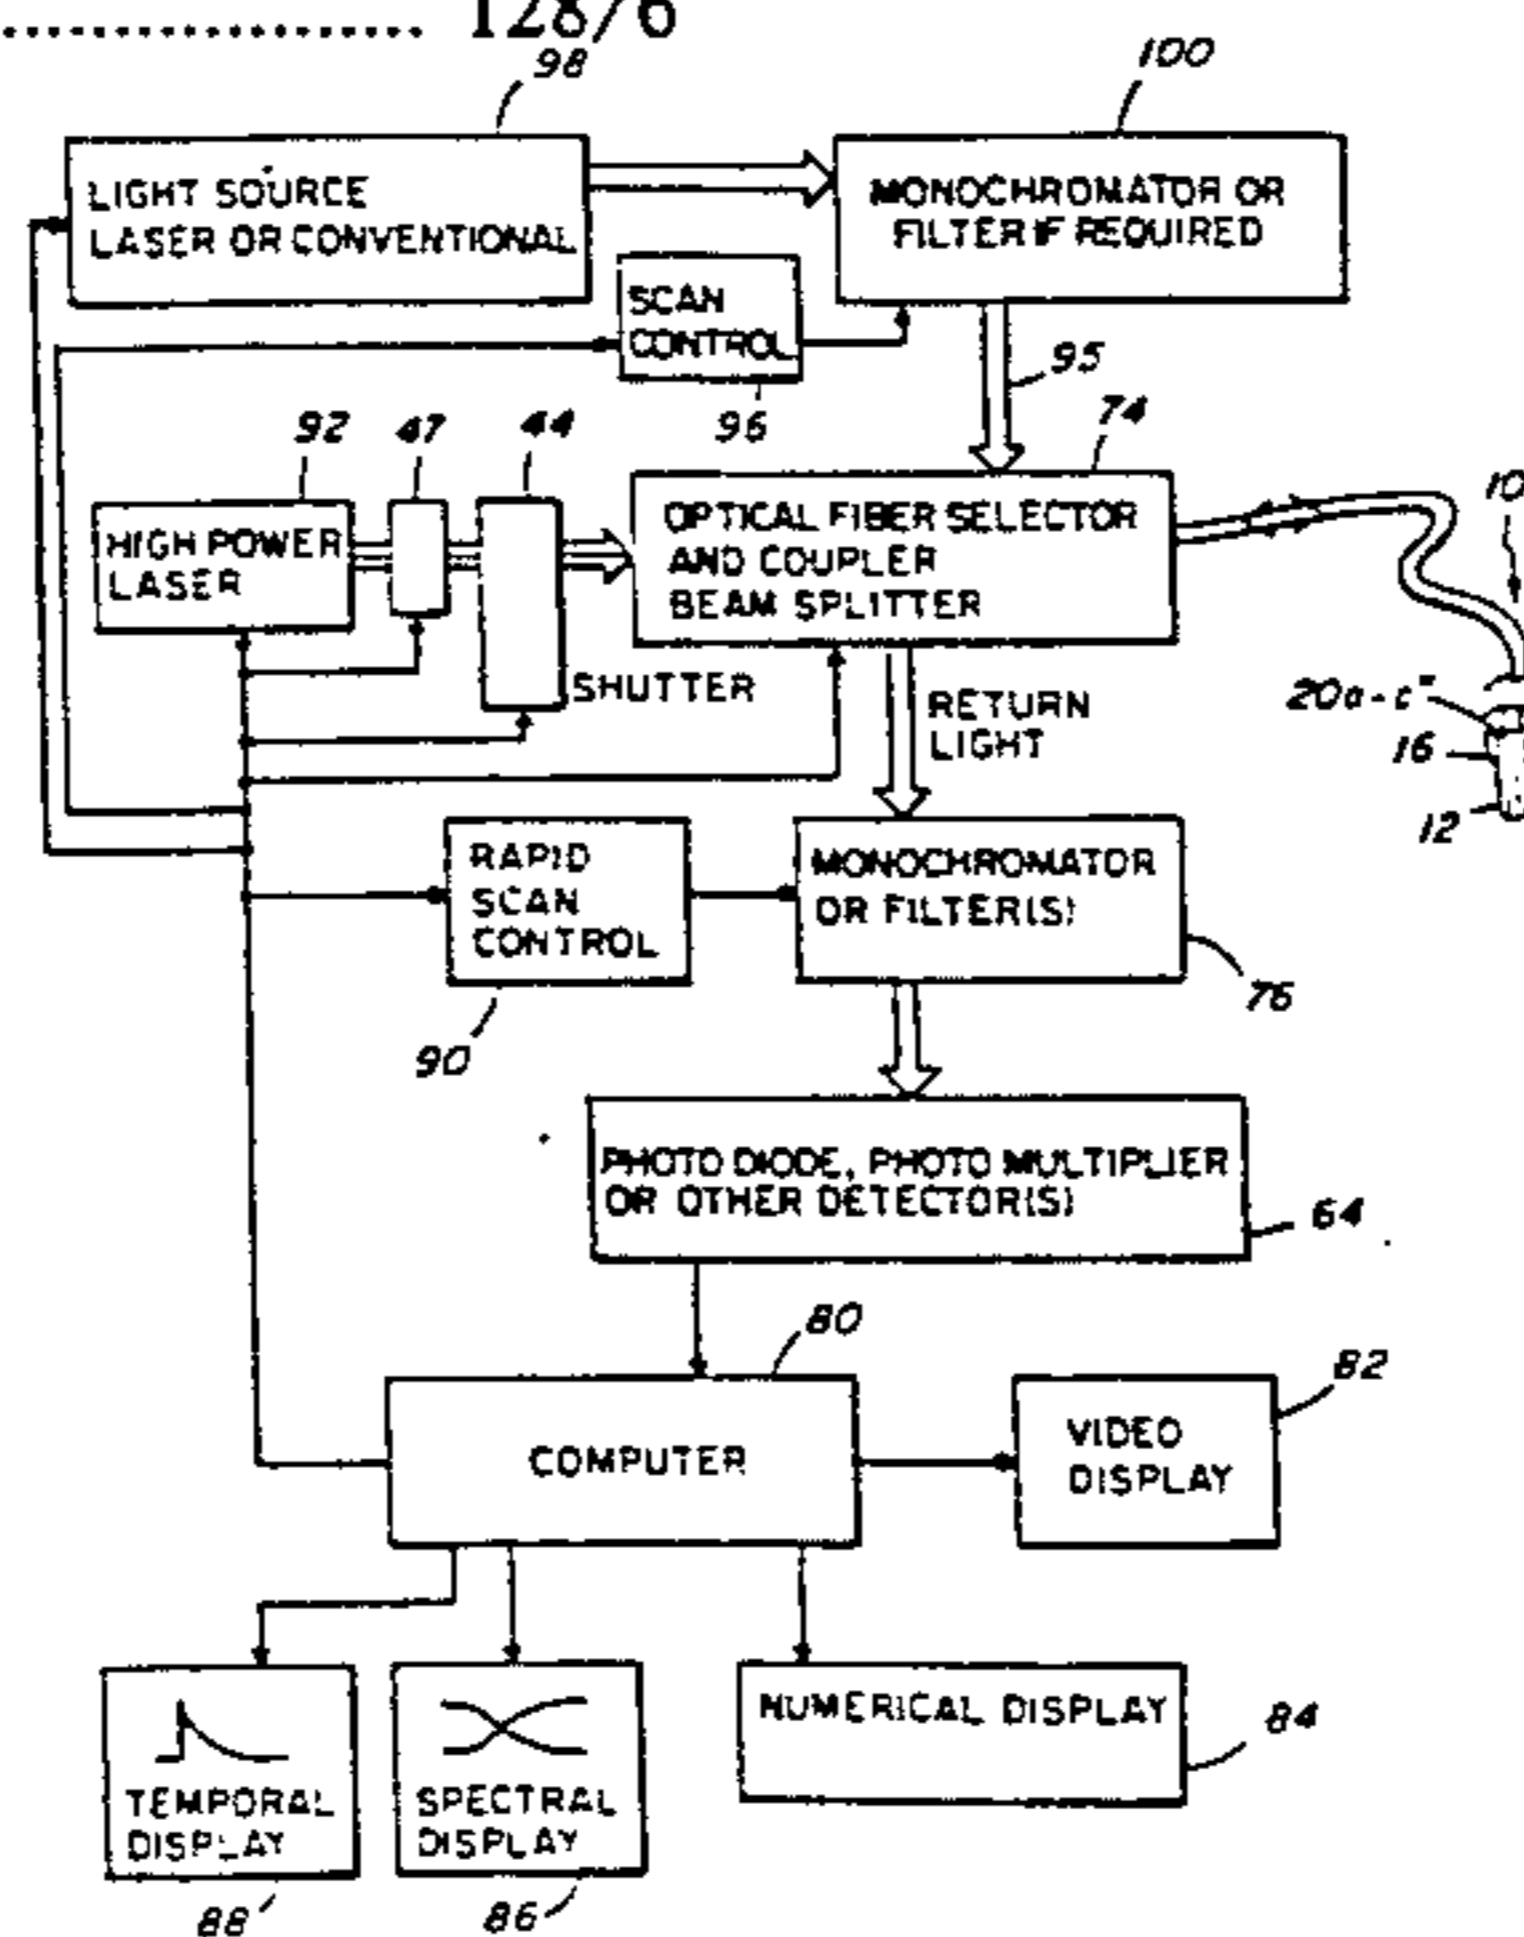 128/6
98
100
LIGHT SOURCE
LASER OR CONVENTIONAL
MONOCHROMATOR OR
FILTER IF REQUIRED
SCAN
CONTROL
95
96
92
47
44
74
10
HIGH POWER
LASER
OPTICAL FIBER SELECTOR
AND COUPLER
BEAM SPLITTER
SHUTTER
RETURN
LIGHT
20a-c"
16
12
RAPID
SCAN
CONTROL
MONOCHROMATOR
OR FILTER(S)
76
90
PHOTO DIODE, PHOTO MULTIPLIER
OR OTHER DETECTOR(S)
64
80
82
COMPUTER
VIDEO
DISPLAY
NUMERICAL DISPLAY
84
TEMPORAL
DISPLAY
SPECTRAL
DISPLAY
88
86